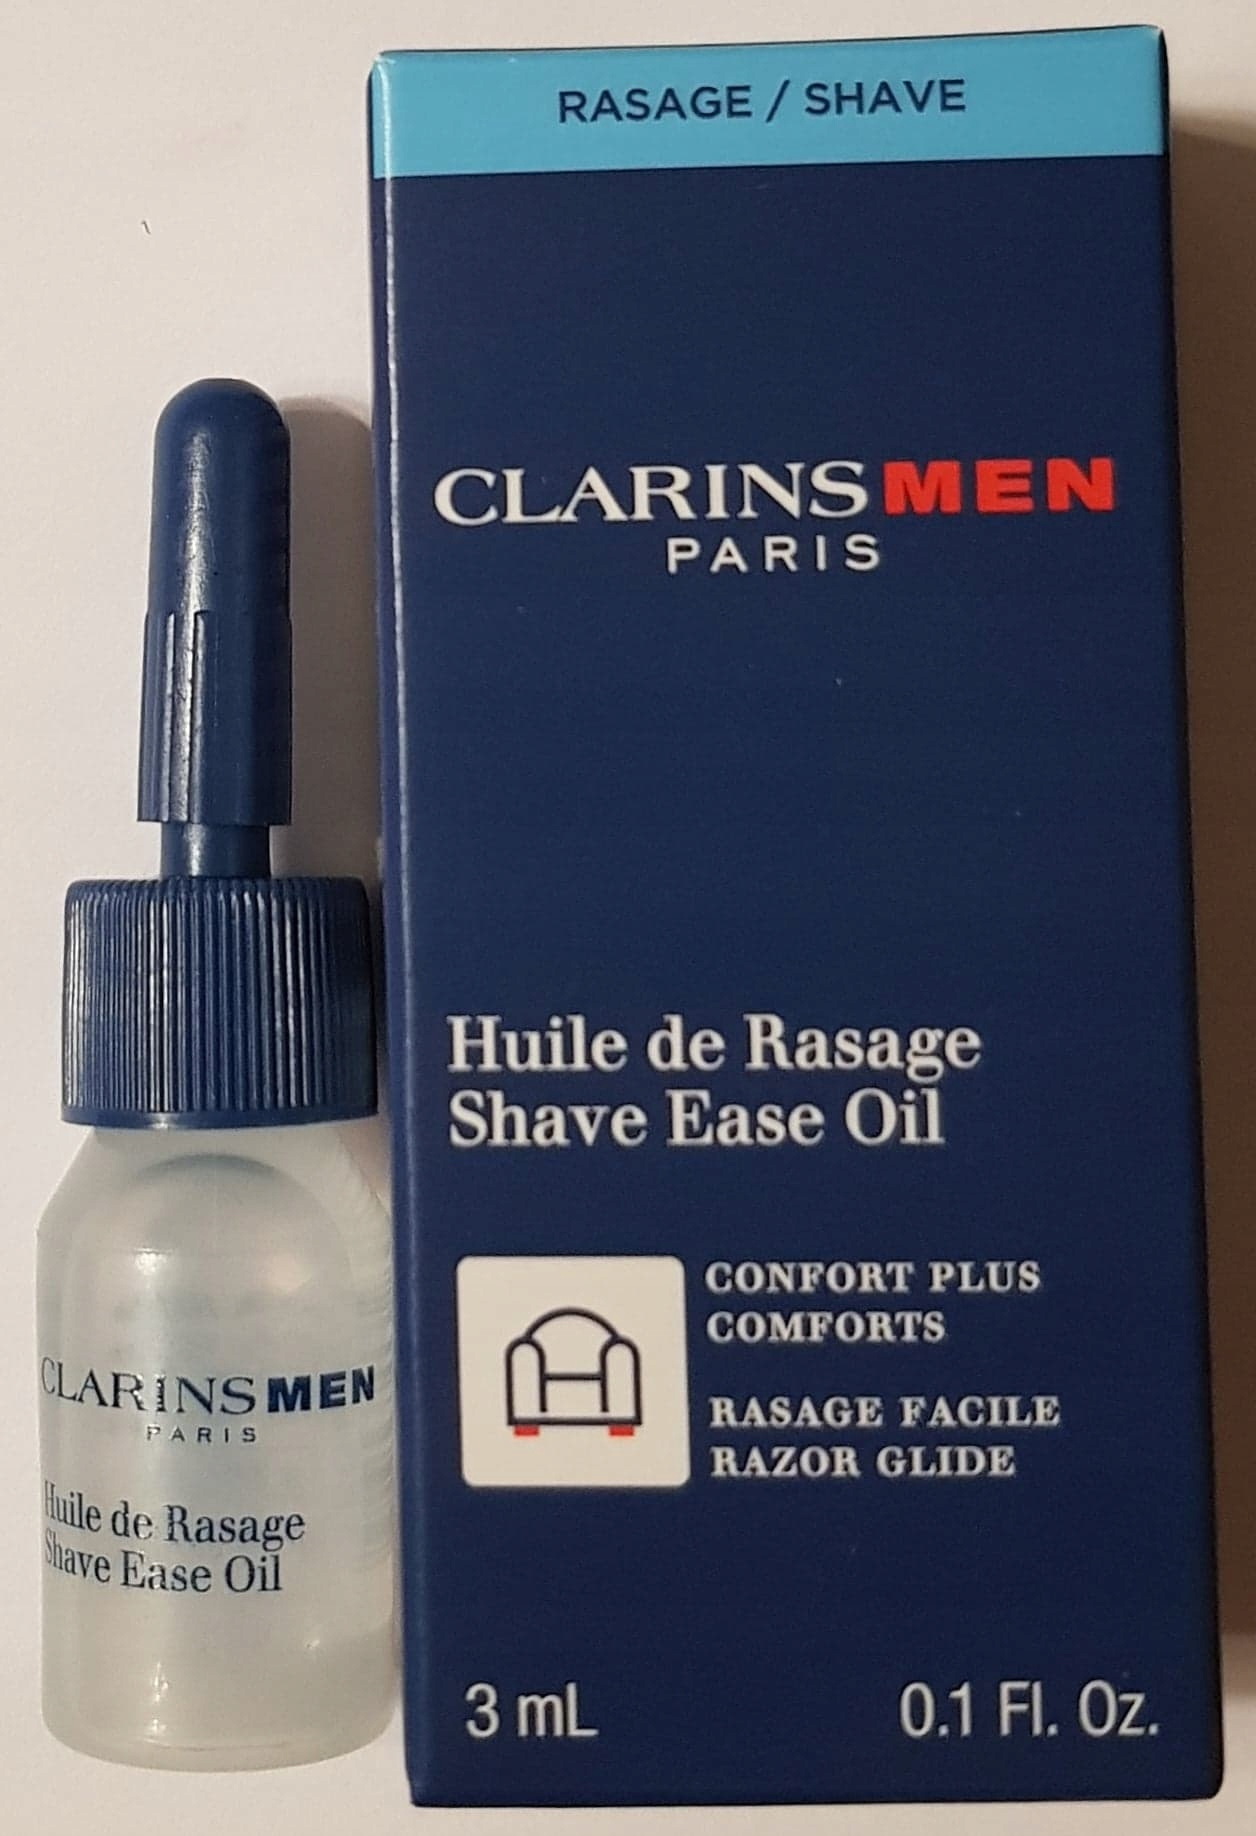 RASAGE / SHAVE
CLARINSMEN
PARIS
Huile de Rasage
Shave Ease Oil
CONFORT PLUS
COMFORTS
RASAGE FACILE
RAZOR GLIDE
3 mL 0.1 Fl. Oz.
CLARINSMEN
PARIS
Huile de Rasage
Shave Ease Oil